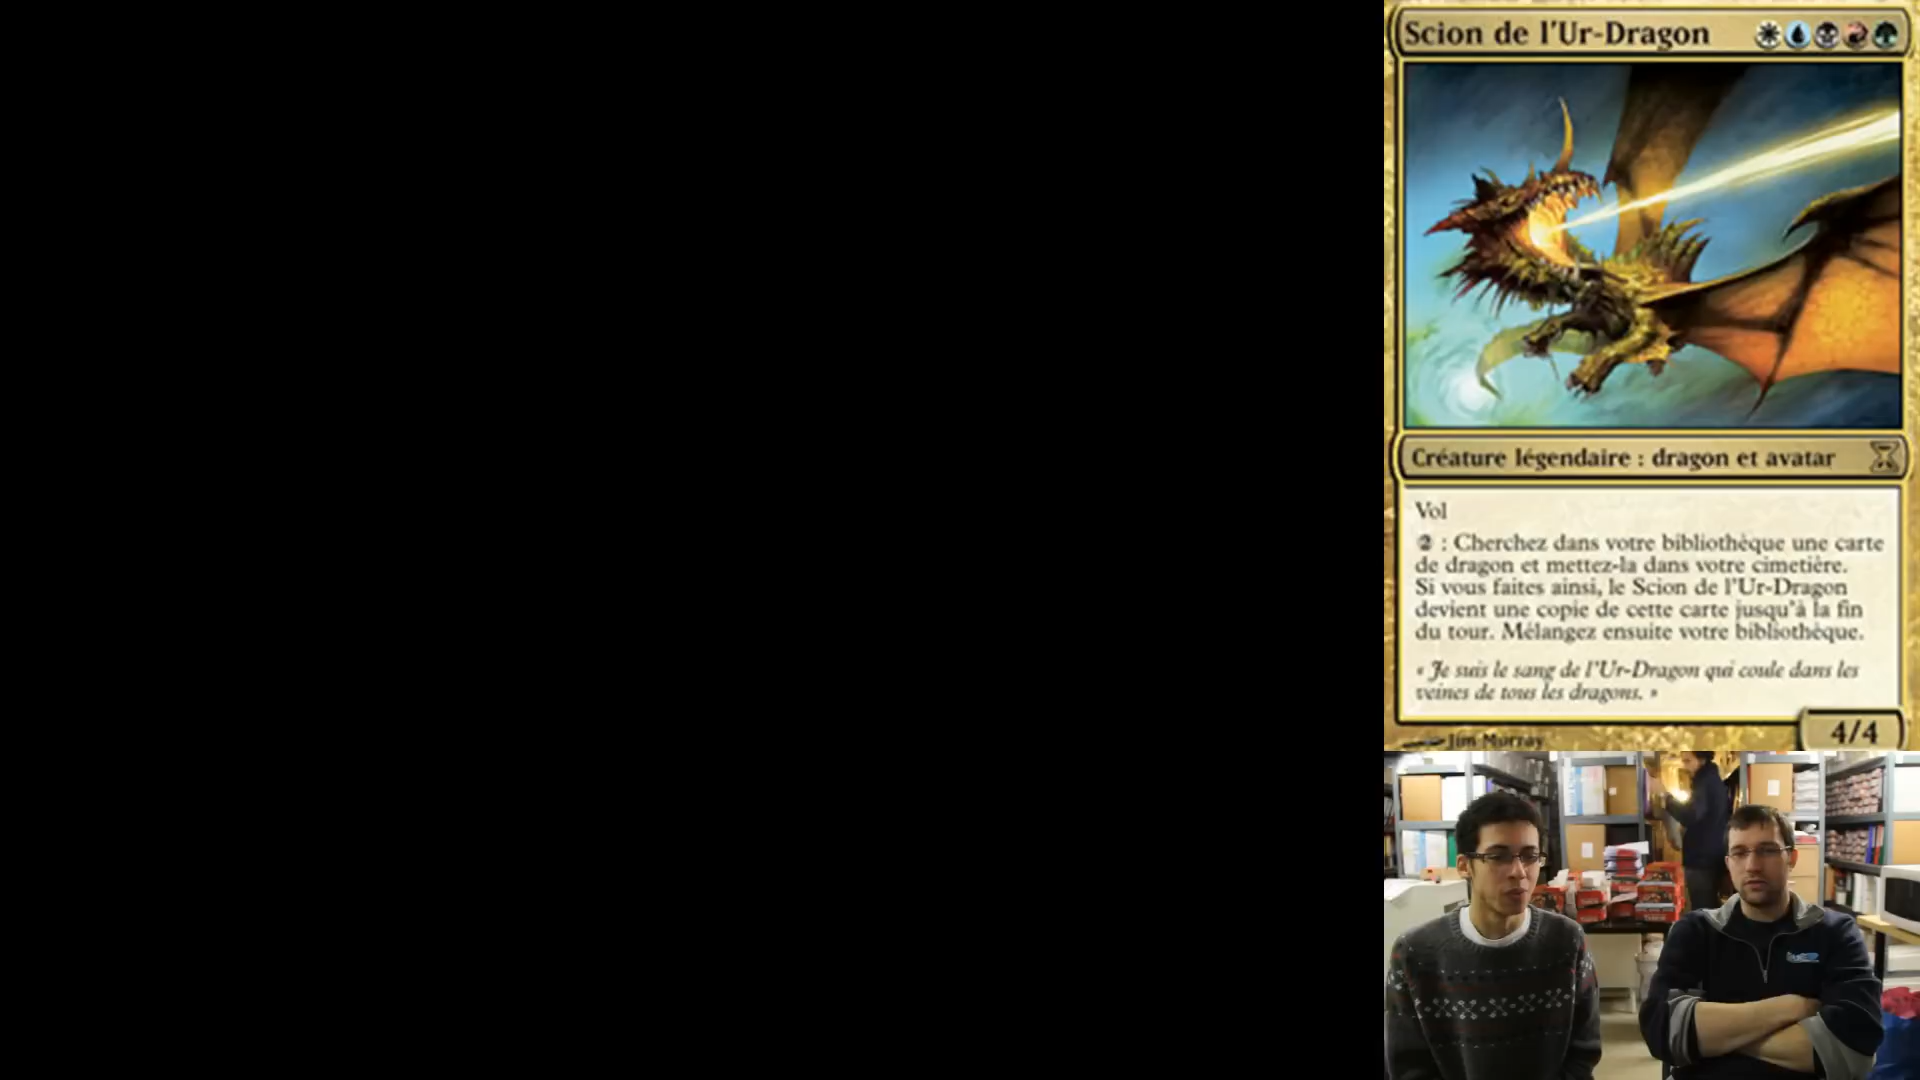 Scion de l'Ur-Dragon
Créature légendaire : dragon et avatar
Vol
2 : Cherchez dans votre bibliothèque une carte
de dragon et mettez-la dans votre cimetière.
Si vous faites ainsi, le Scion de l'Ur-Dragon
devient une copie de cette carte jusqu'à la fin
du tour. Mélangez ensuite votre bibliothèque.
« Je suis le sang de l'Ur-Dragon qui coule dans les
veines de tous les dragons. »
4/4
Jim Murray